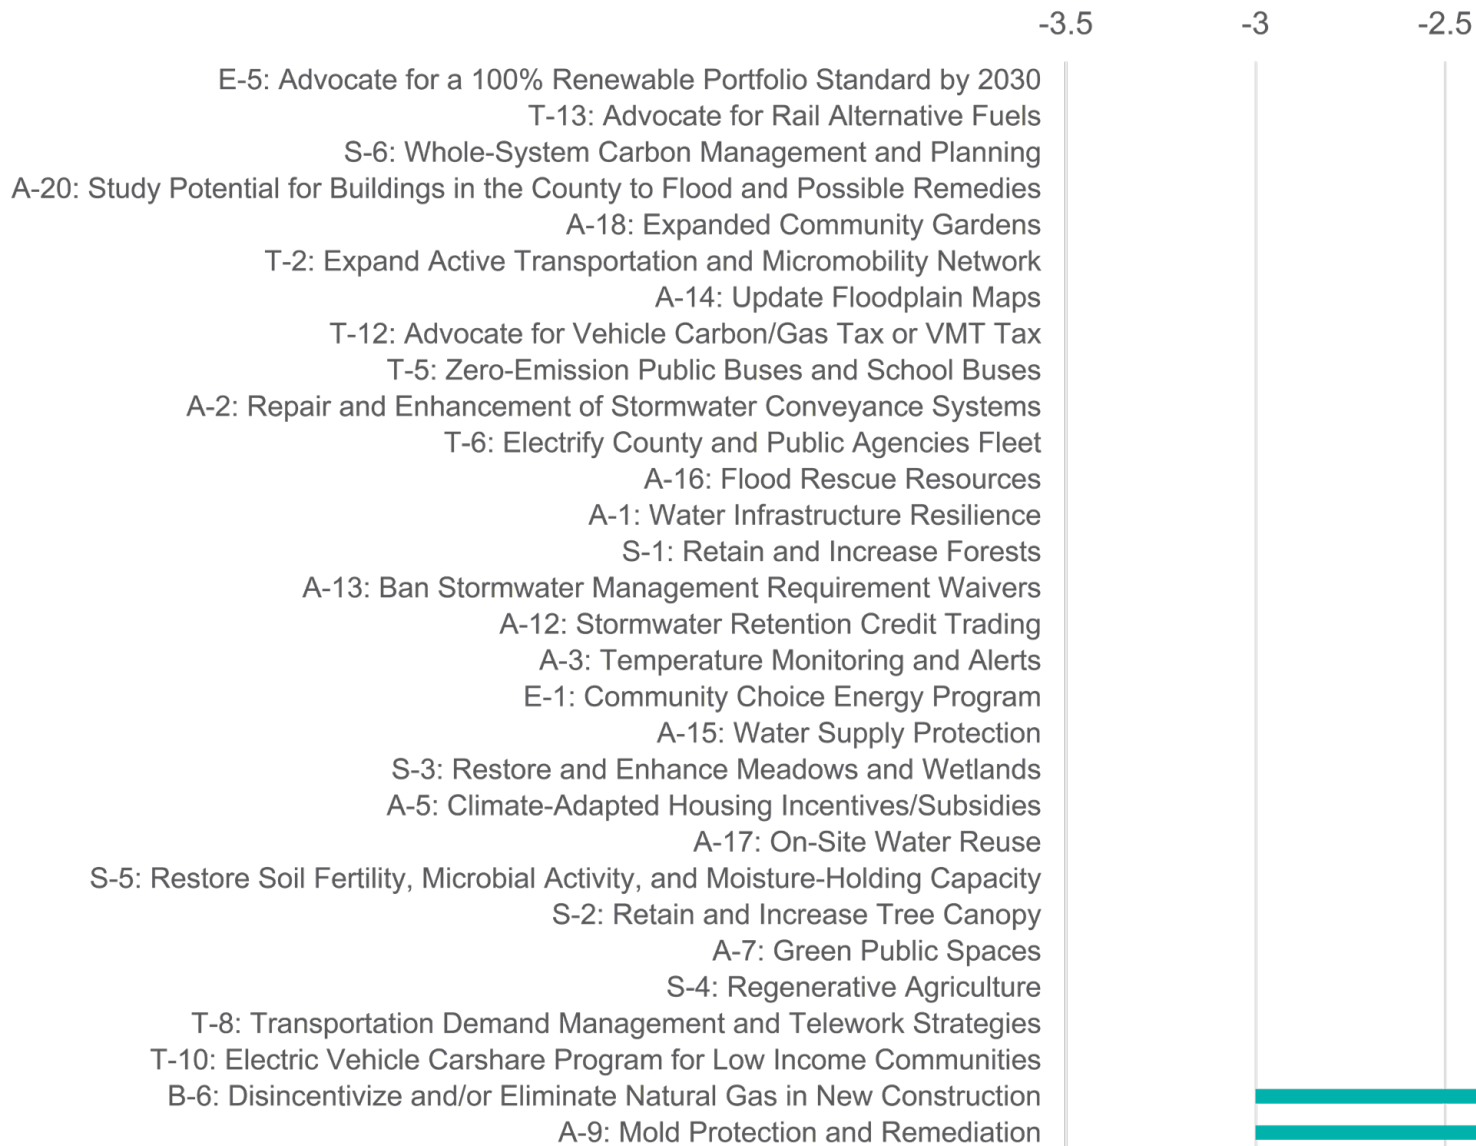 -3.5 -3 -2.5
E-5: Advocate for a 100% Renewable Portfolio Standard by 2030
T-13: Advocate for Rail Alternative Fuels
S-6: Whole-System Carbon Management and Planning
A-20: Study Potential for Buildings in the County to Flood and Possible Remedies
A-18: Expanded Community Gardens
T-2: Expand Active Transportation and Micromobility Network
A-14: Update Floodplain Maps
T-12: Advocate for Vehicle Carbon/Gas Tax or VMT Tax
T-5: Zero-Emission Public Buses and School Buses
A-2: Repair and Enhancement of Stormwater Conveyance Systems
T-6: Electrify County and Public Agencies Fleet
A-16: Flood Rescue Resources
A-1: Water Infrastructure Resilience
S-1: Retain and Increase Forests
A-13: Ban Stormwater Management Requirement Waivers
A-12: Stormwater Retention Credit Trading
A-3: Temperature Monitoring and Alerts
E-1: Community Choice Energy Program
A-15: Water Supply Protection
S-3: Restore and Enhance Meadows and Wetlands
A-5: Climate-Adapted Housing Incentives/Subsidies
A-17: On-Site Water Reuse
S-5: Restore Soil Fertility, Microbial Activity, and Moisture-Holding Capacity
S-2: Retain and Increase Tree Canopy
A-7: Green Public Spaces
S-4: Regenerative Agriculture
T-8: Transportation Demand Management and Telework Strategies
T-10: Electric Vehicle Carshare Program for Low Income Communities
B-6: Disincentivize and/or Eliminate Natural Gas in New Construction
A-9: Mold Protection and Remediation